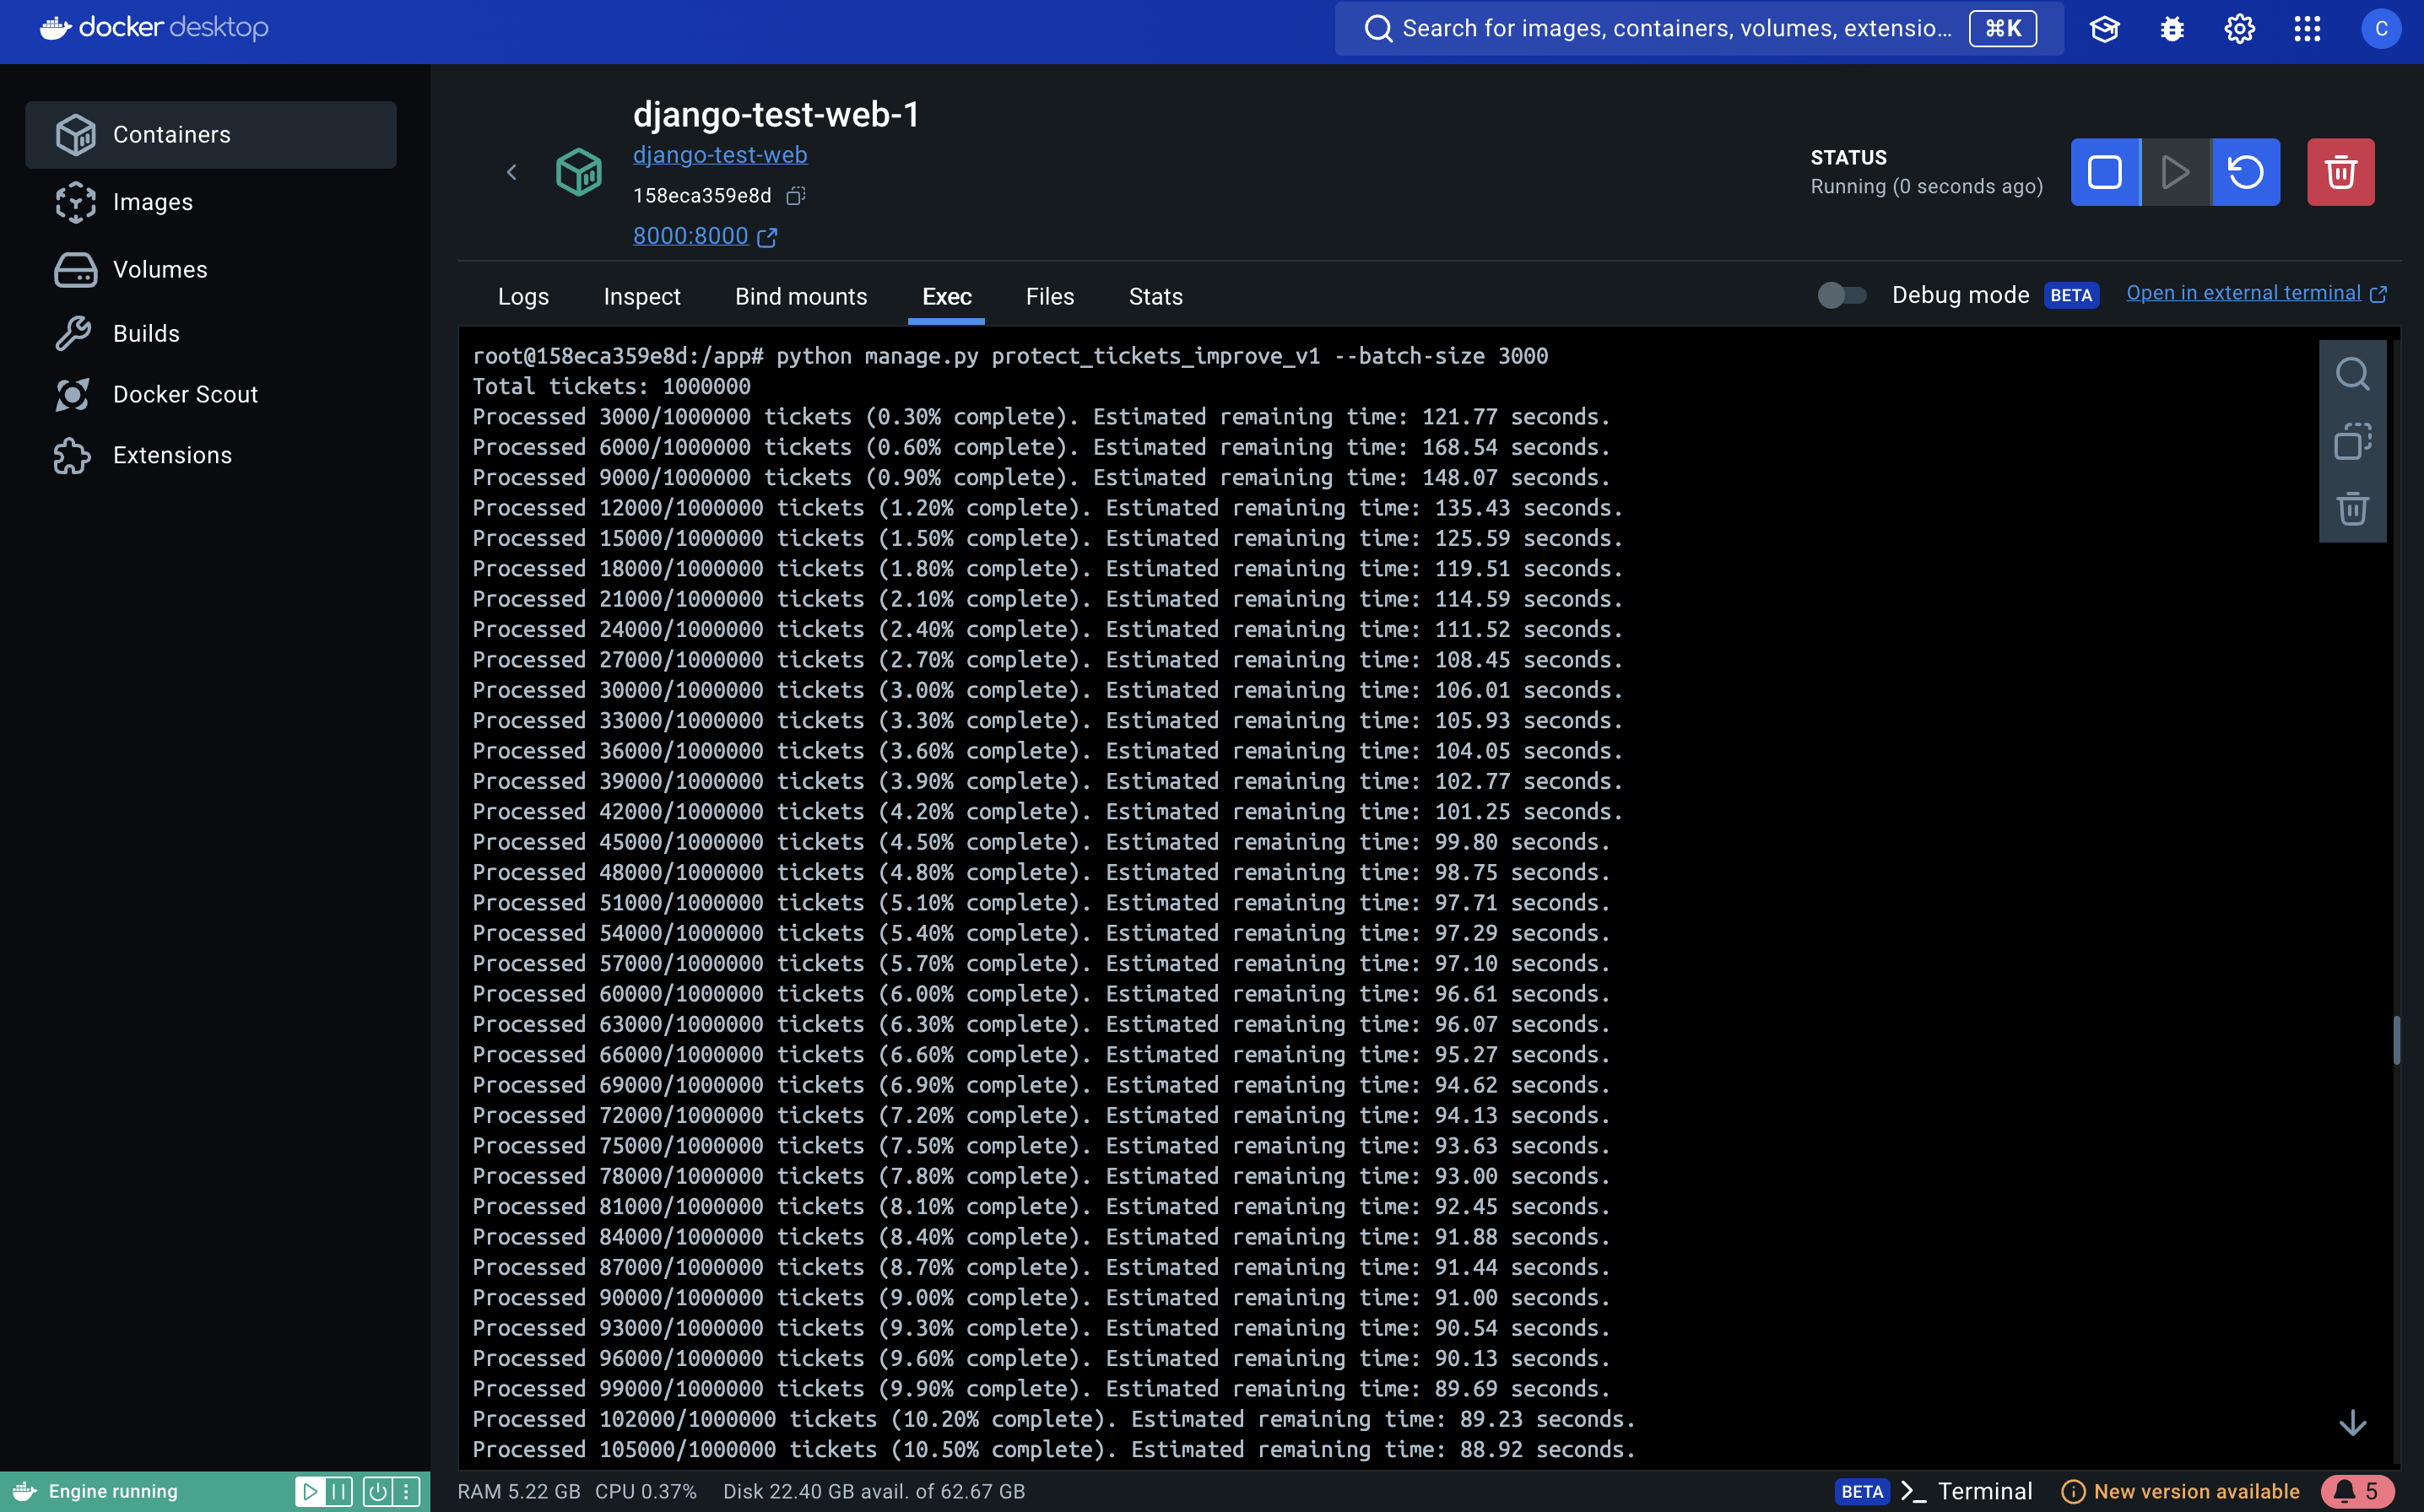 docker desktop
Search for images, containers, volumes, extensio... ⌘K
C
Containers
Images
Volumes
Builds
Docker Scout
Extensions
django-test-web-1
django-test-web
158eca359e8d
8000:8000
STATUS
Running (0 seconds ago)
Logs Inspect Bind mounts Exec Files Stats
Debug mode BETA Open in external terminal
root@158eca359e8d:/app# python manage.py protect_tickets_improve_v1 --batch-size 3000
Total tickets: 1000000
Processed 3000/1000000 tickets (0.30% complete). Estimated remaining time: 121.77 seconds.
Processed 6000/1000000 tickets (0.60% complete). Estimated remaining time: 168.54 seconds.
Processed 9000/1000000 tickets (0.90% complete). Estimated remaining time: 148.07 seconds.
Processed 12000/1000000 tickets (1.20% complete). Estimated remaining time: 135.43 seconds.
Processed 15000/1000000 tickets (1.50% complete). Estimated remaining time: 125.59 seconds.
Processed 18000/1000000 tickets (1.80% complete). Estimated remaining time: 119.51 seconds.
Processed 21000/1000000 tickets (2.10% complete). Estimated remaining time: 114.59 seconds.
Processed 24000/1000000 tickets (2.40% complete). Estimated remaining time: 111.52 seconds.
Processed 27000/1000000 tickets (2.70% complete). Estimated remaining time: 108.45 seconds.
Processed 30000/1000000 tickets (3.00% complete). Estimated remaining time: 106.01 seconds.
Processed 33000/1000000 tickets (3.30% complete). Estimated remaining time: 105.93 seconds.
Processed 36000/1000000 tickets (3.60% complete). Estimated remaining time: 104.05 seconds.
Processed 39000/1000000 tickets (3.90% complete). Estimated remaining time: 102.77 seconds.
Processed 42000/1000000 tickets (4.20% complete). Estimated remaining time: 101.25 seconds.
Processed 45000/1000000 tickets (4.50% complete). Estimated remaining time: 99.80 seconds.
Processed 48000/1000000 tickets (4.80% complete). Estimated remaining time: 98.75 seconds.
Processed 51000/1000000 tickets (5.10% complete). Estimated remaining time: 97.71 seconds.
Processed 54000/1000000 tickets (5.40% complete). Estimated remaining time: 97.29 seconds.
Processed 57000/1000000 tickets (5.70% complete). Estimated remaining time: 97.10 seconds.
Processed 60000/1000000 tickets (6.00% complete). Estimated remaining time: 96.61 seconds.
Processed 63000/1000000 tickets (6.30% complete). Estimated remaining time: 96.07 seconds.
Processed 66000/1000000 tickets (6.60% complete). Estimated remaining time: 95.27 seconds.
Processed 69000/1000000 tickets (6.90% complete). Estimated remaining time: 94.62 seconds.
Processed 72000/1000000 tickets (7.20% complete). Estimated remaining time: 94.13 seconds.
Processed 75000/1000000 tickets (7.50% complete). Estimated remaining time: 93.63 seconds.
Processed 78000/1000000 tickets (7.80% complete). Estimated remaining time: 93.00 seconds.
Processed 81000/1000000 tickets (8.10% complete). Estimated remaining time: 92.45 seconds.
Processed 84000/1000000 tickets (8.40% complete). Estimated remaining time: 91.88 seconds.
Processed 87000/1000000 tickets (8.70% complete). Estimated remaining time: 91.44 seconds.
Processed 90000/1000000 tickets (9.00% complete). Estimated remaining time: 91.00 seconds.
Processed 93000/1000000 tickets (9.30% complete). Estimated remaining time: 90.54 seconds.
Processed 96000/1000000 tickets (9.60% complete). Estimated remaining time: 90.13 seconds.
Processed 99000/1000000 tickets (9.90% complete). Estimated remaining time: 89.69 seconds.
Processed 102000/1000000 tickets (10.20% complete). Estimated remaining time: 89.23 seconds.
Processed 105000/1000000 tickets (10.50% complete). Estimated remaining time: 88.92 seconds.
Engine running
RAM 5.22 GB CPU 0.37% Disk 22.40 GB avail. of 62.67 GB
BETA Terminal New version available 5